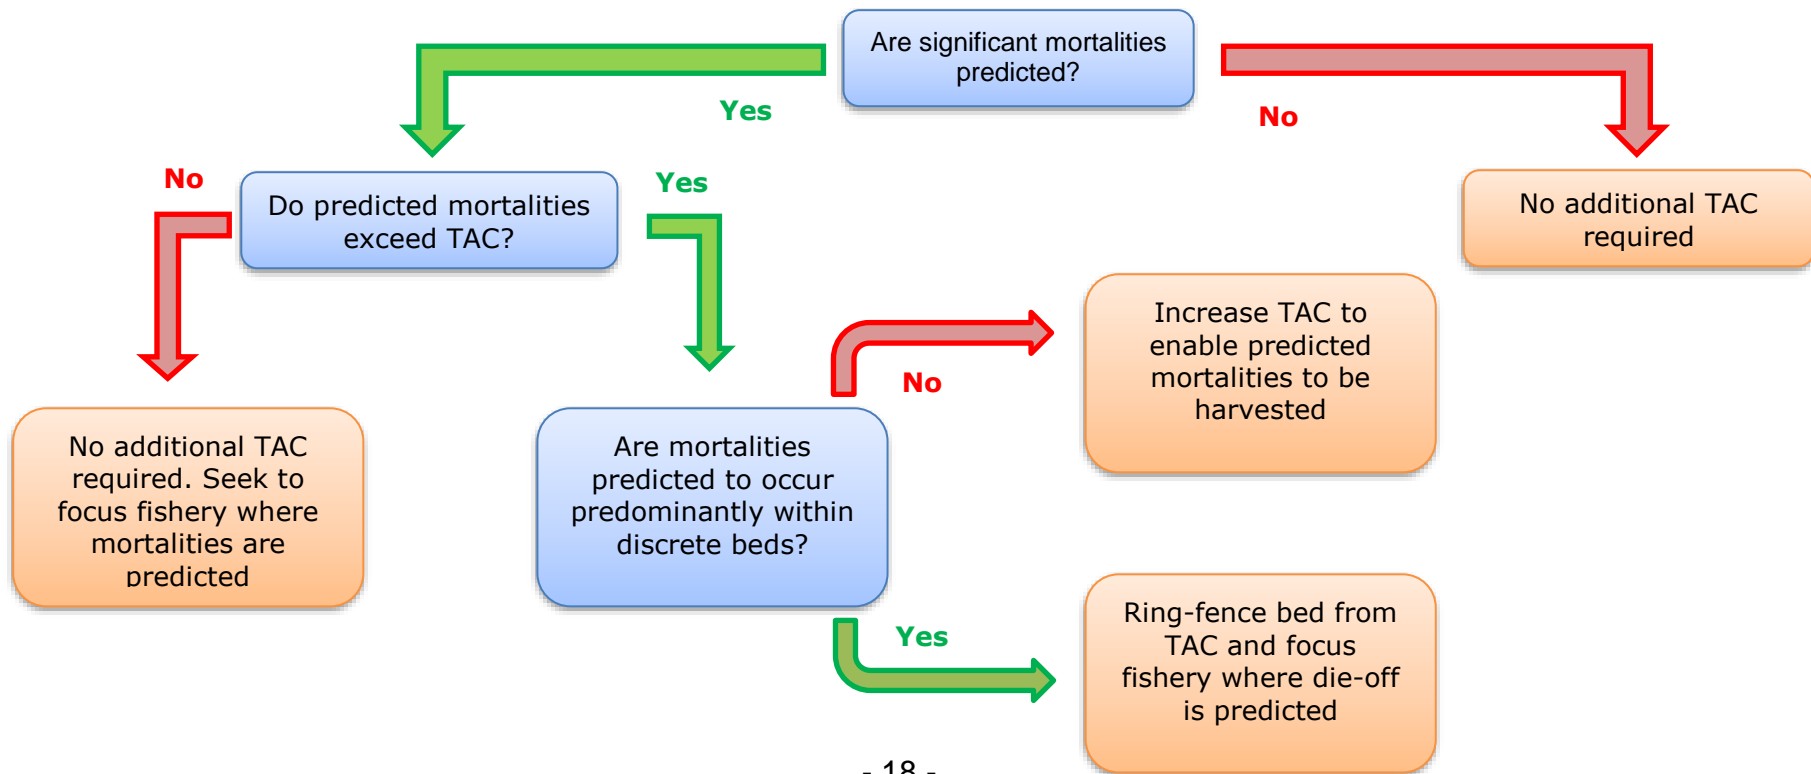 Are significant mortalities
predicted?
Yes
No
No
Do predicted mortalities
exceed TAC?
Yes
No additional TAC
required
Increase TAC to
enable predicted
mortalities to be
harvested
No
No additional TAC
required. Seek to
focus fishery where
mortalities are
predicted
Are mortalities
predicted to occur
predominantly within
discrete beds?
Yes
Ring-fence bed from
TAC and focus
fishery where die-off
is predicted
- 18 -